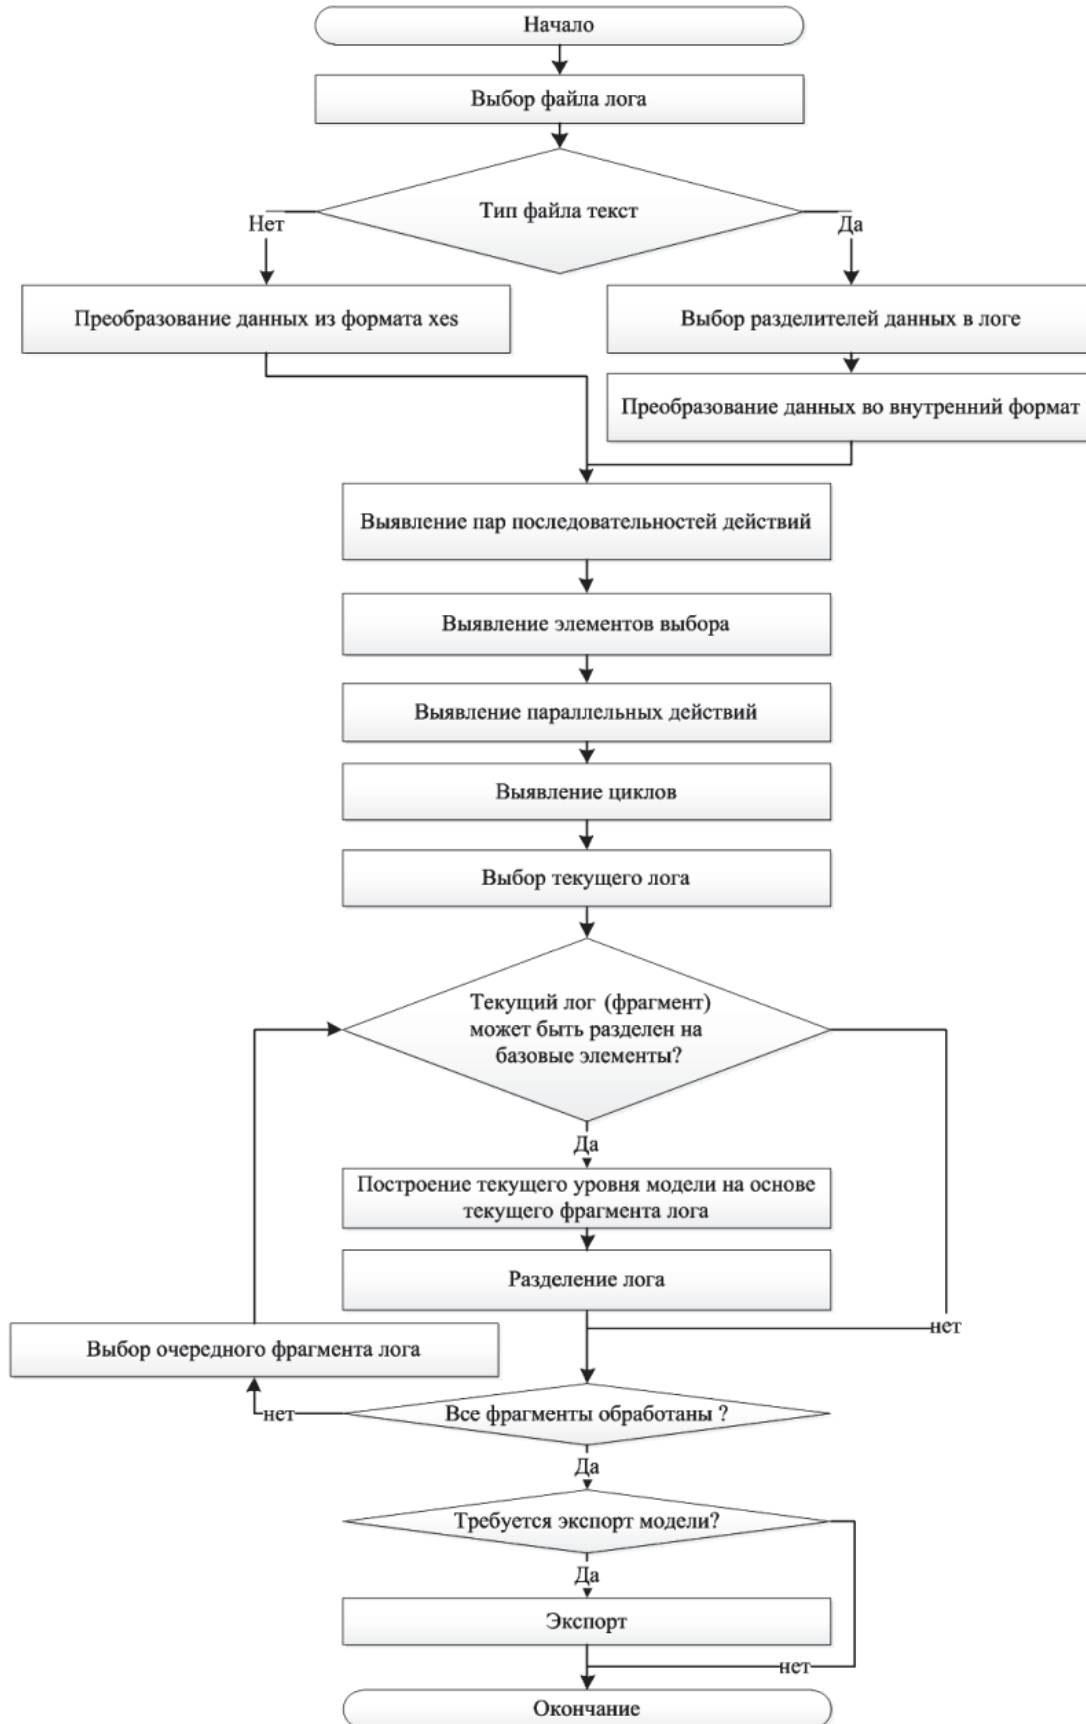 Начало
Выбор файла лога
Тип файла текст
Нет
Да
Преобразование данных из формата xes
Выбор разделителей данных в логе
Преобразование данных во внутренний формат
Выявление пар последовательностей действий
Выявление элементов выбора
Выявление параллельных действий
Выявление циклов
Выбор текущего лога
Текущий лог (фрагмент)
может быть разделен на
базовые элементы?
Да
Построение текущего уровня модели на основе
текущего фрагмента лога
Разделение лога
нет
Выбор очередного фрагмента лога
нет
Все фрагменты обработаны ?
Да
Требуется экспорт модели?
Да
Экспорт
нет
Окончание